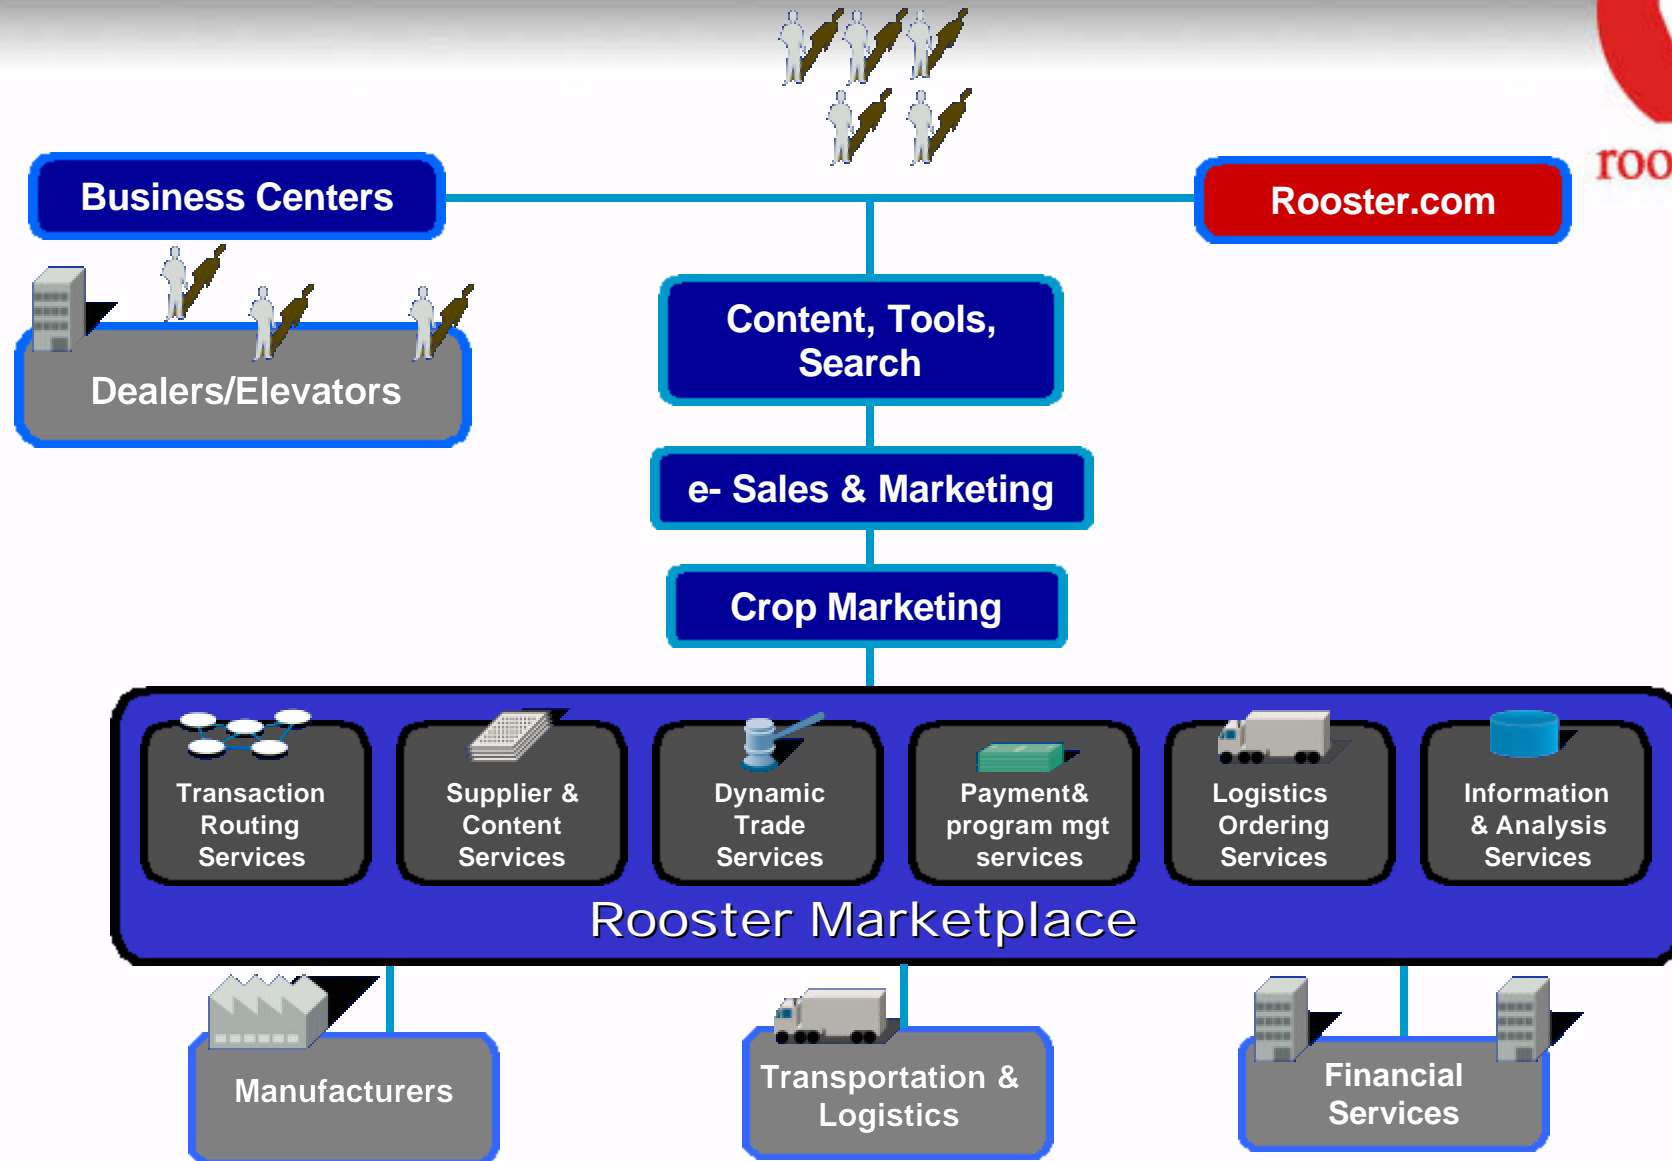 roo
Business Centers
Rooster.com
Content, Tools,
Search
Dealers/Elevators
e- Sales & Marketing
Crop Marketing
Transaction
Routing
Services
Supplier &
Content
Services
Dynamic
Trade
Services
Payment&
program mgt
services
Logistics
Ordering
Services
Information
& Analysis
Services
Rooster Marketplace
Manufacturers
Transportation &
Logistics
Financial
Services